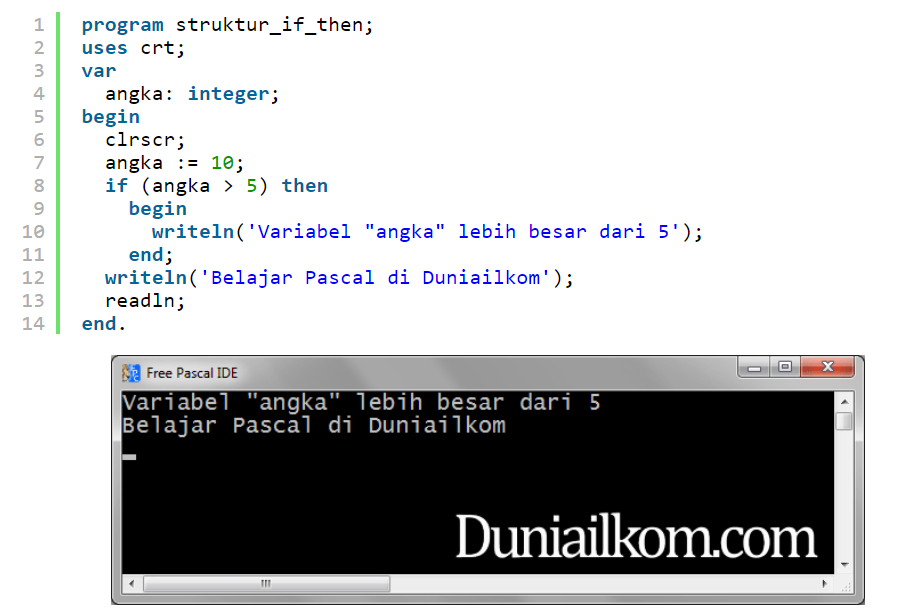 1 program struktur_if_then;
2 uses crt;
3 var
4 angka: integer;
5 begin
6 clrscr;
7 angka := 10;
8 if (angka > 5) then
9 begin
10 writeln('Variabel "angka" lebih besar dari 5');
11 end;
12 writeln('Belajar Pascal di Duniailkom');
13 readln;
14 end.
Free Pascal IDE
Variabel "angka" lebih besar dari 5
Belajar Pascal di Duniailkom
Duniailkom.com